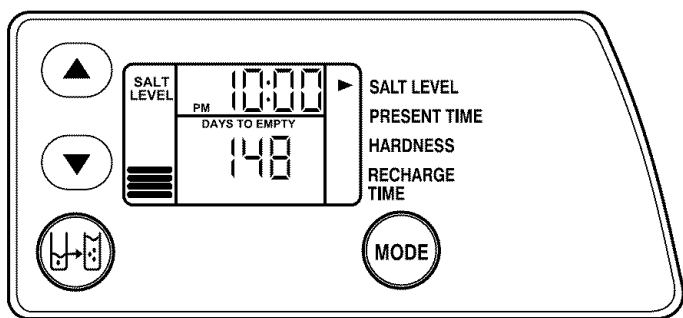 SALT
LEVEL
PM 10:00
DAYS TO EMPTY
148
SALT LEVEL
PRESENT TIME
HARDNESS
RECHARGE
TIME
MODE